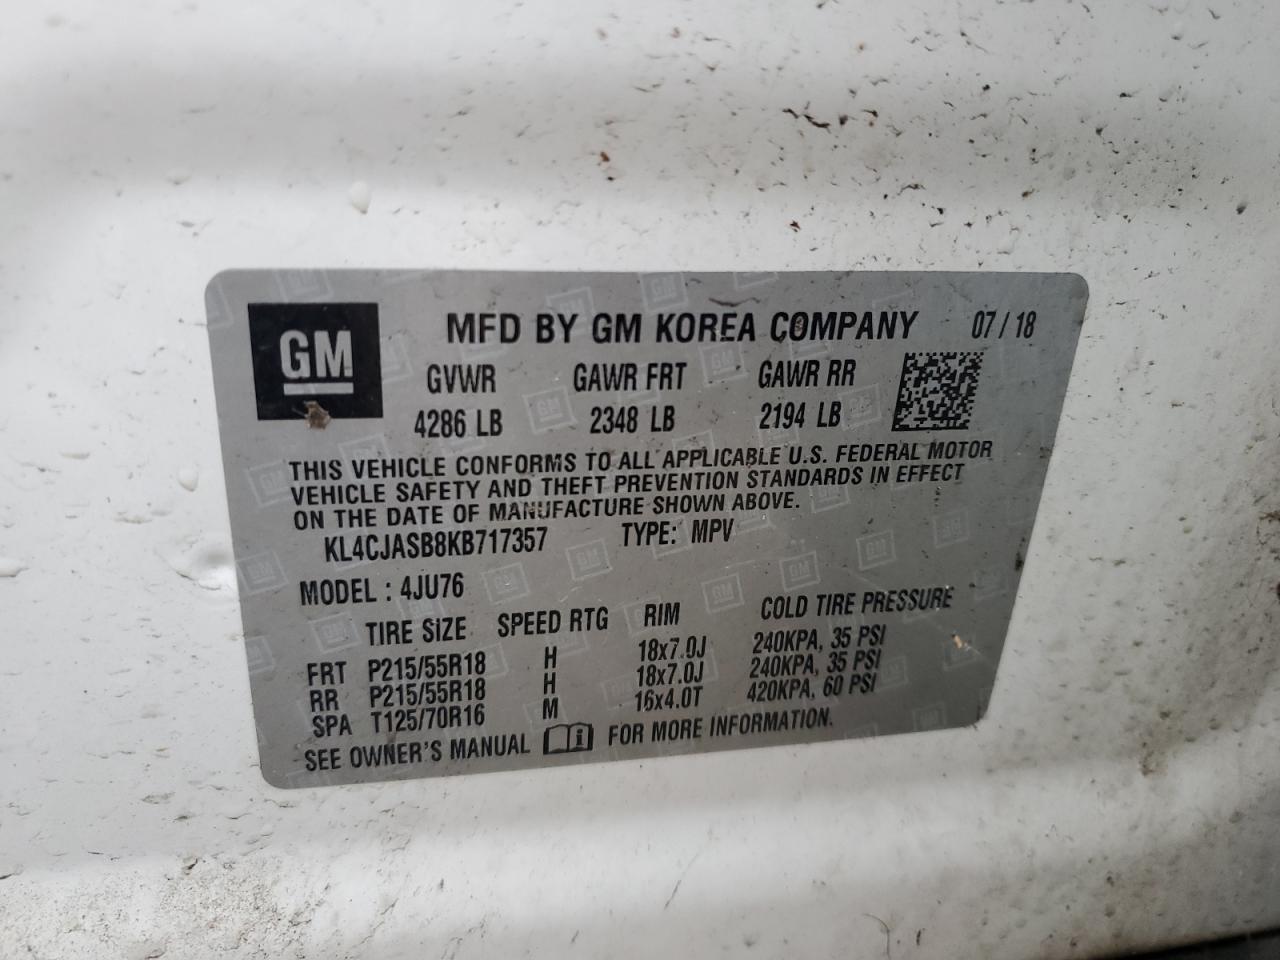 GM
MFD BY GM KOREA COMPANY 07/18
GVWR GAWR FRT GAWR RR
4286 LB 2348 LB 2194 LB
THIS VEHICLE CONFORMS TO ALL APPLICABLE U.S. FEDERAL MOTOR
VEHICLE SAFETY AND THEFT PREVENTION STANDARDS IN EFFECT
ON THE DATE OF MANUFACTURE SHOWN ABOVE.
KL4CJASB8KB717357 TYPE: MPV
MODEL : 4JU76
TIRE SIZE SPEED RTG RIM COLD TIRE PRESSURE
FRT P215/55R18 H 18x7.0J 240KPA, 35 PSI
RR P215/55R18 H 18x7.0J 240KPA, 35 PSI
SPA T125/70R16 M 16x4.0T 420KPA, 60 PSI
SEE OWNER'S MANUAL i FOR MORE INFORMATION.